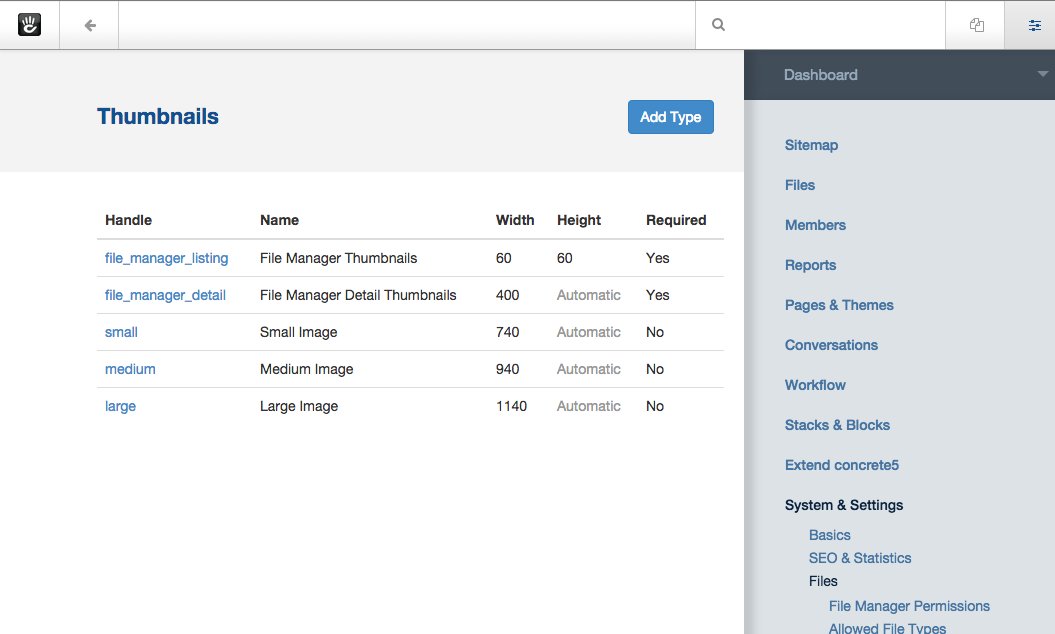 Dashboard
Thumbnails
Add Type
Handle Name Width Height Required
file_manager_listing File Manager Thumbnails 60 60 Yes
file_manager_detail File Manager Detail Thumbnails 400 Automatic Yes
small Small Image 740 Automatic No
medium Medium Image 940 Automatic No
large Large Image 1140 Automatic No
Sitemap
Files
Members
Reports
Pages & Themes
Conversations
Workflow
Stacks & Blocks
Extend concrete5
System & Settings
Basics
SEO & Statistics
Files
File Manager Permissions
Allowed File Types